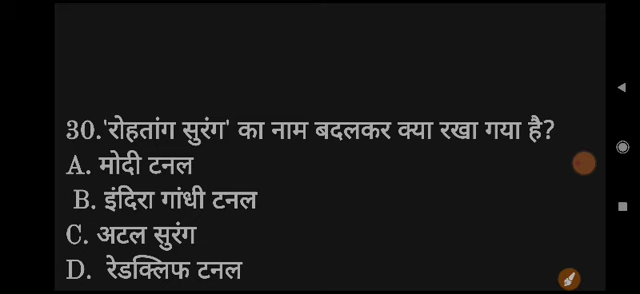 30.'रोहतांग सुरंग' का नाम बदलकर क्या रखा गया है?
A. मोदी टनल
B. इंदिरा गांधी टनल
C. अटल सुरंग
D. रेडक्लिफ टनल